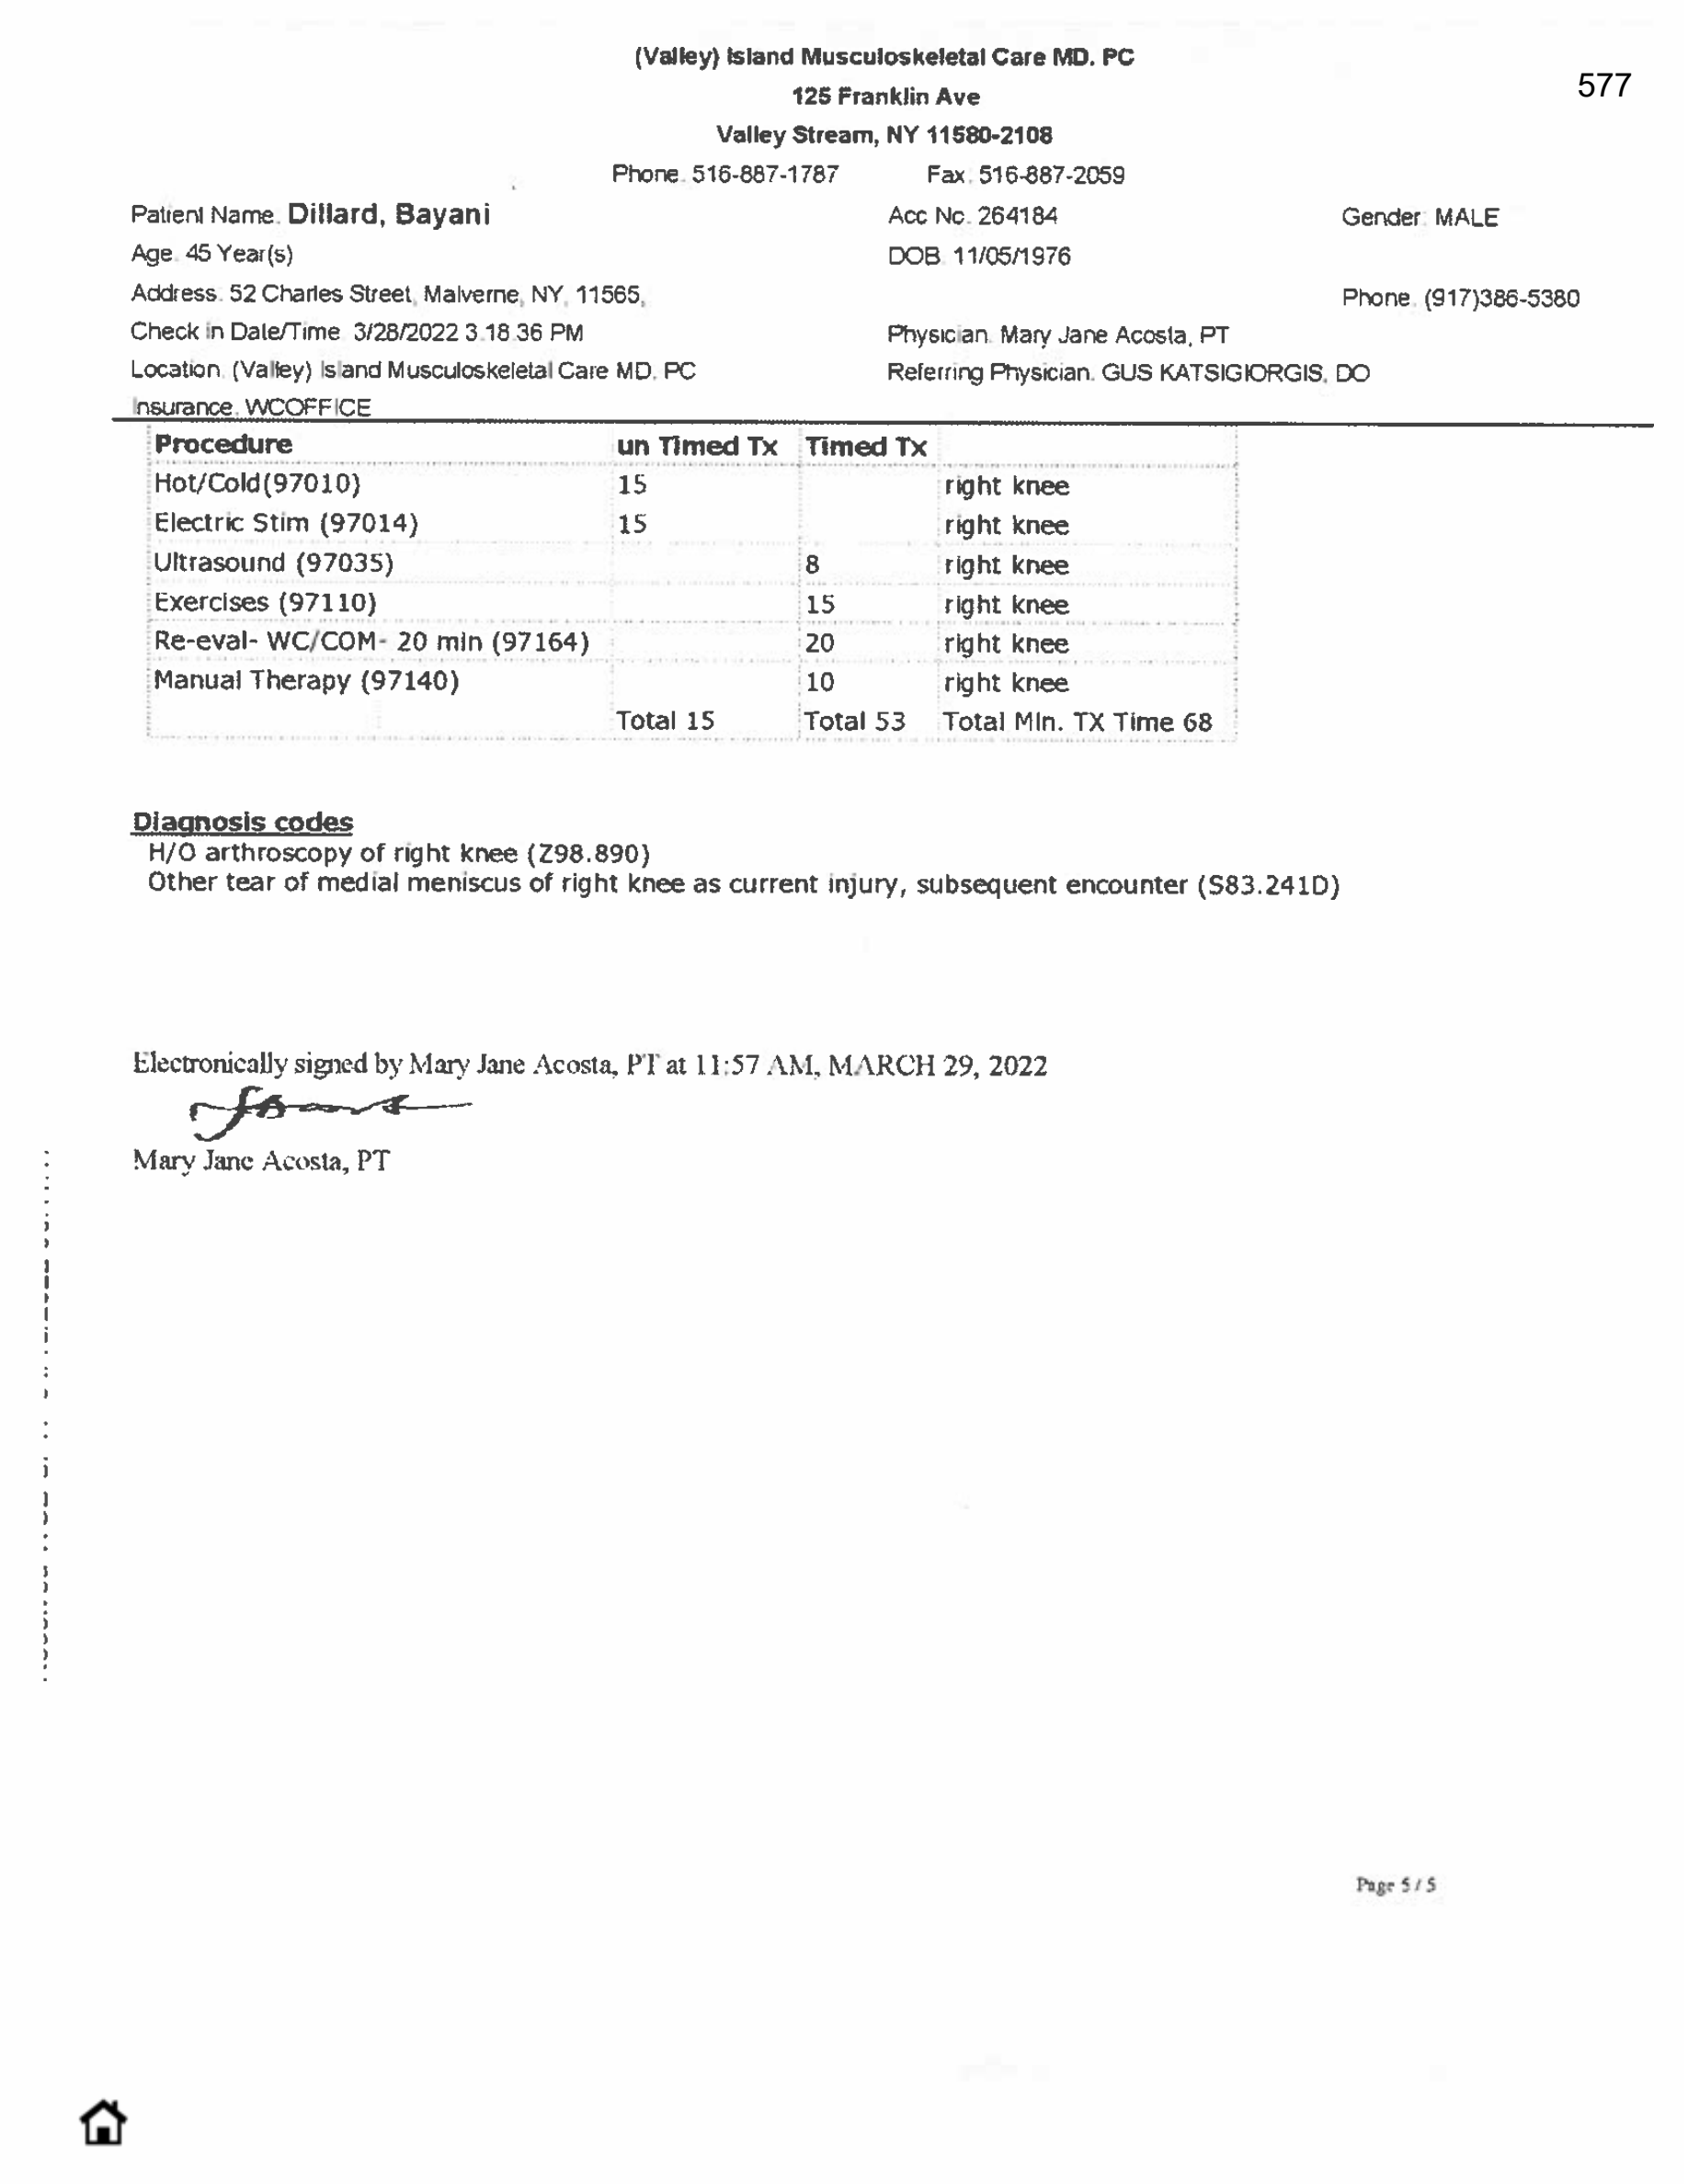 (Valley) Island Musculoskeletal Care MD. PC
577
125 Franklin Ave
Valley Stream, NY 11580-2108
Phone. 516-887-1787 Fax. 516-887-2059
Patient Name. Dillard, Bayani Acc No. 264184 Gender: MALE
Age. 45 Year(s) DOB. 11/05/1976
Address. 52 Charles Street, Malverne, NY, 11565, Phone. (917)386-5380
Check in Date/Time. 3/28/2022 3.18.36 PM Physician. Mary Jane Acosta, PT
Location. (Valley) Island Musculoskeletal Care MD. PC Referring Physician. GUS KATSIGIORGIS, DO
Insurance. WCOFFICE
Procedure un Timed Tx Timed Tx
Hot/Cold(97010) 15 right knee
Electric Stim (97014) 15 right knee
Ultrasound (97035) 8 right knee
Exercises (97110) 15 right knee
Re-eval- WC/COM- 20 min (97164) 20 right knee
Manual Therapy (97140) 10 right knee
Total 15 Total 53 Total Min. TX Time 68
Diagnosis codes
H/O arthroscopy of right knee (Z98.890)
Other tear of medial meniscus of right knee as current injury, subsequent encounter (S83.241D)
Electronically signed by Mary Jane Acosta, PT at 11:57 AM, MARCH 29, 2022
Mary Jane Acosta, PT
Page 5 / 5